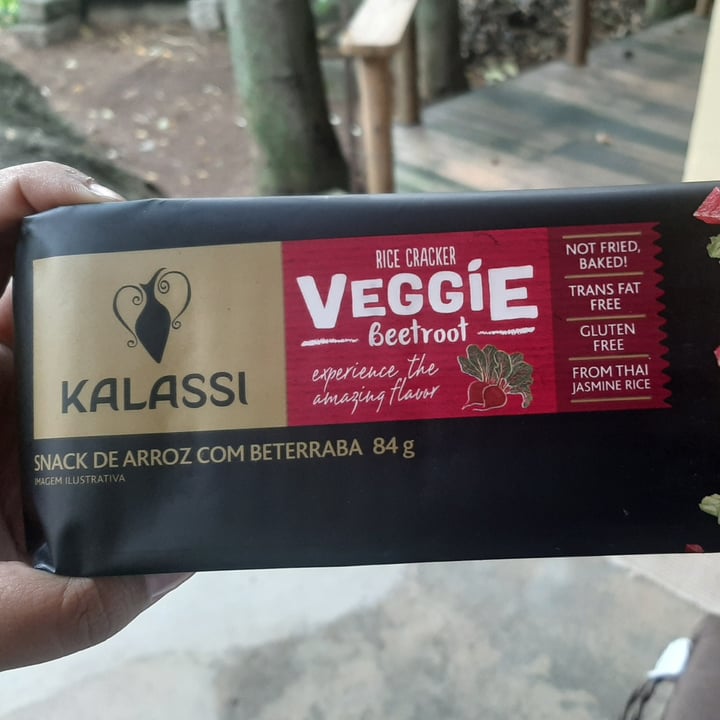 KALASSI
RICE CRACKER
VEGGIE
Beetroot
experience the
amazing flavor
NOT FRIED,
BAKED!
TRANS FAT
FREE
GLUTEN
FREE
FROM THAI
JASMINE RICE
SNACK DE ARROZ COM BETERRABA 84 g
IMAGEM ILUSTRATIVA